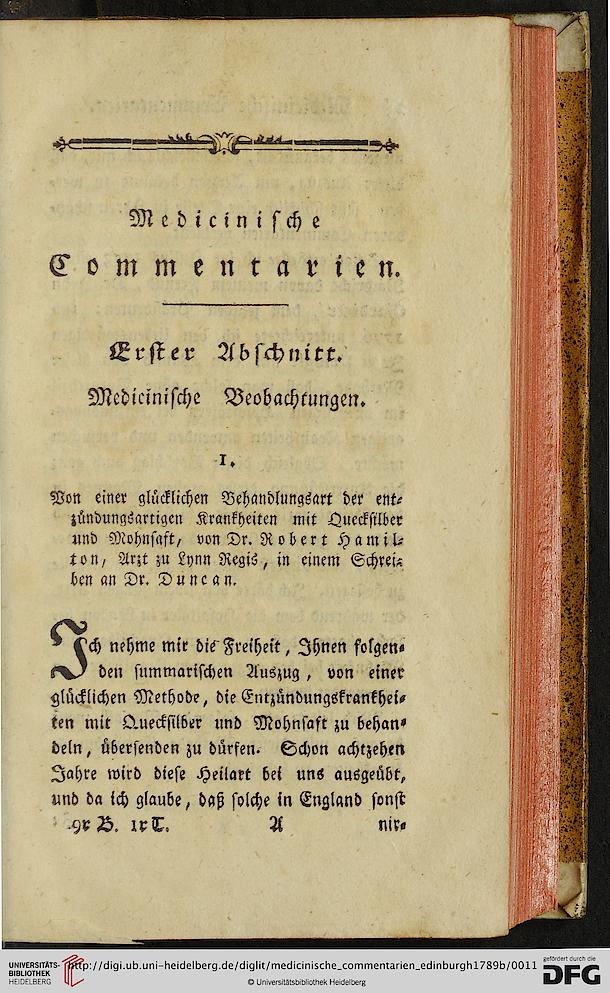 Medicinische
Commentarien.
Erster Abschnitt.
Medicinische Beobachtungen.
I.
Von einer glücklichen Behandlungsart der ent-
zündungsartigen Krankheiten mit Quecksilber
und Mohnsaft, von Dr. Robert Hamil-
ton, Arzt zu Lynn Regis, in einem Schrei-
ben an Dr. Duncan.
Ich nehme mir die Freiheit, Ihnen folgen-
den summarischen Auszug, von einer
glücklichen Methode, die Entzündungskrankhei-
ten mit Quecksilber und Mohnsaft zu behan-
deln, übersenden zu dürfen. Schon achtzehen
Jahre wird diese Heilart bei uns ausgeübt,
und da ich glaube, daß solche in England sonst
9r B. 1r T. A nir-
UNIVERSITÄTS-
BIBLIOTHEK
HEIDELBERG
http://digi.ub.uni-heidelberg.de/diglit/medicinische_commentarien_edinburgh1789b/0011
© Universitätsbibliothek Heidelberg
gefördert durch die
DFG